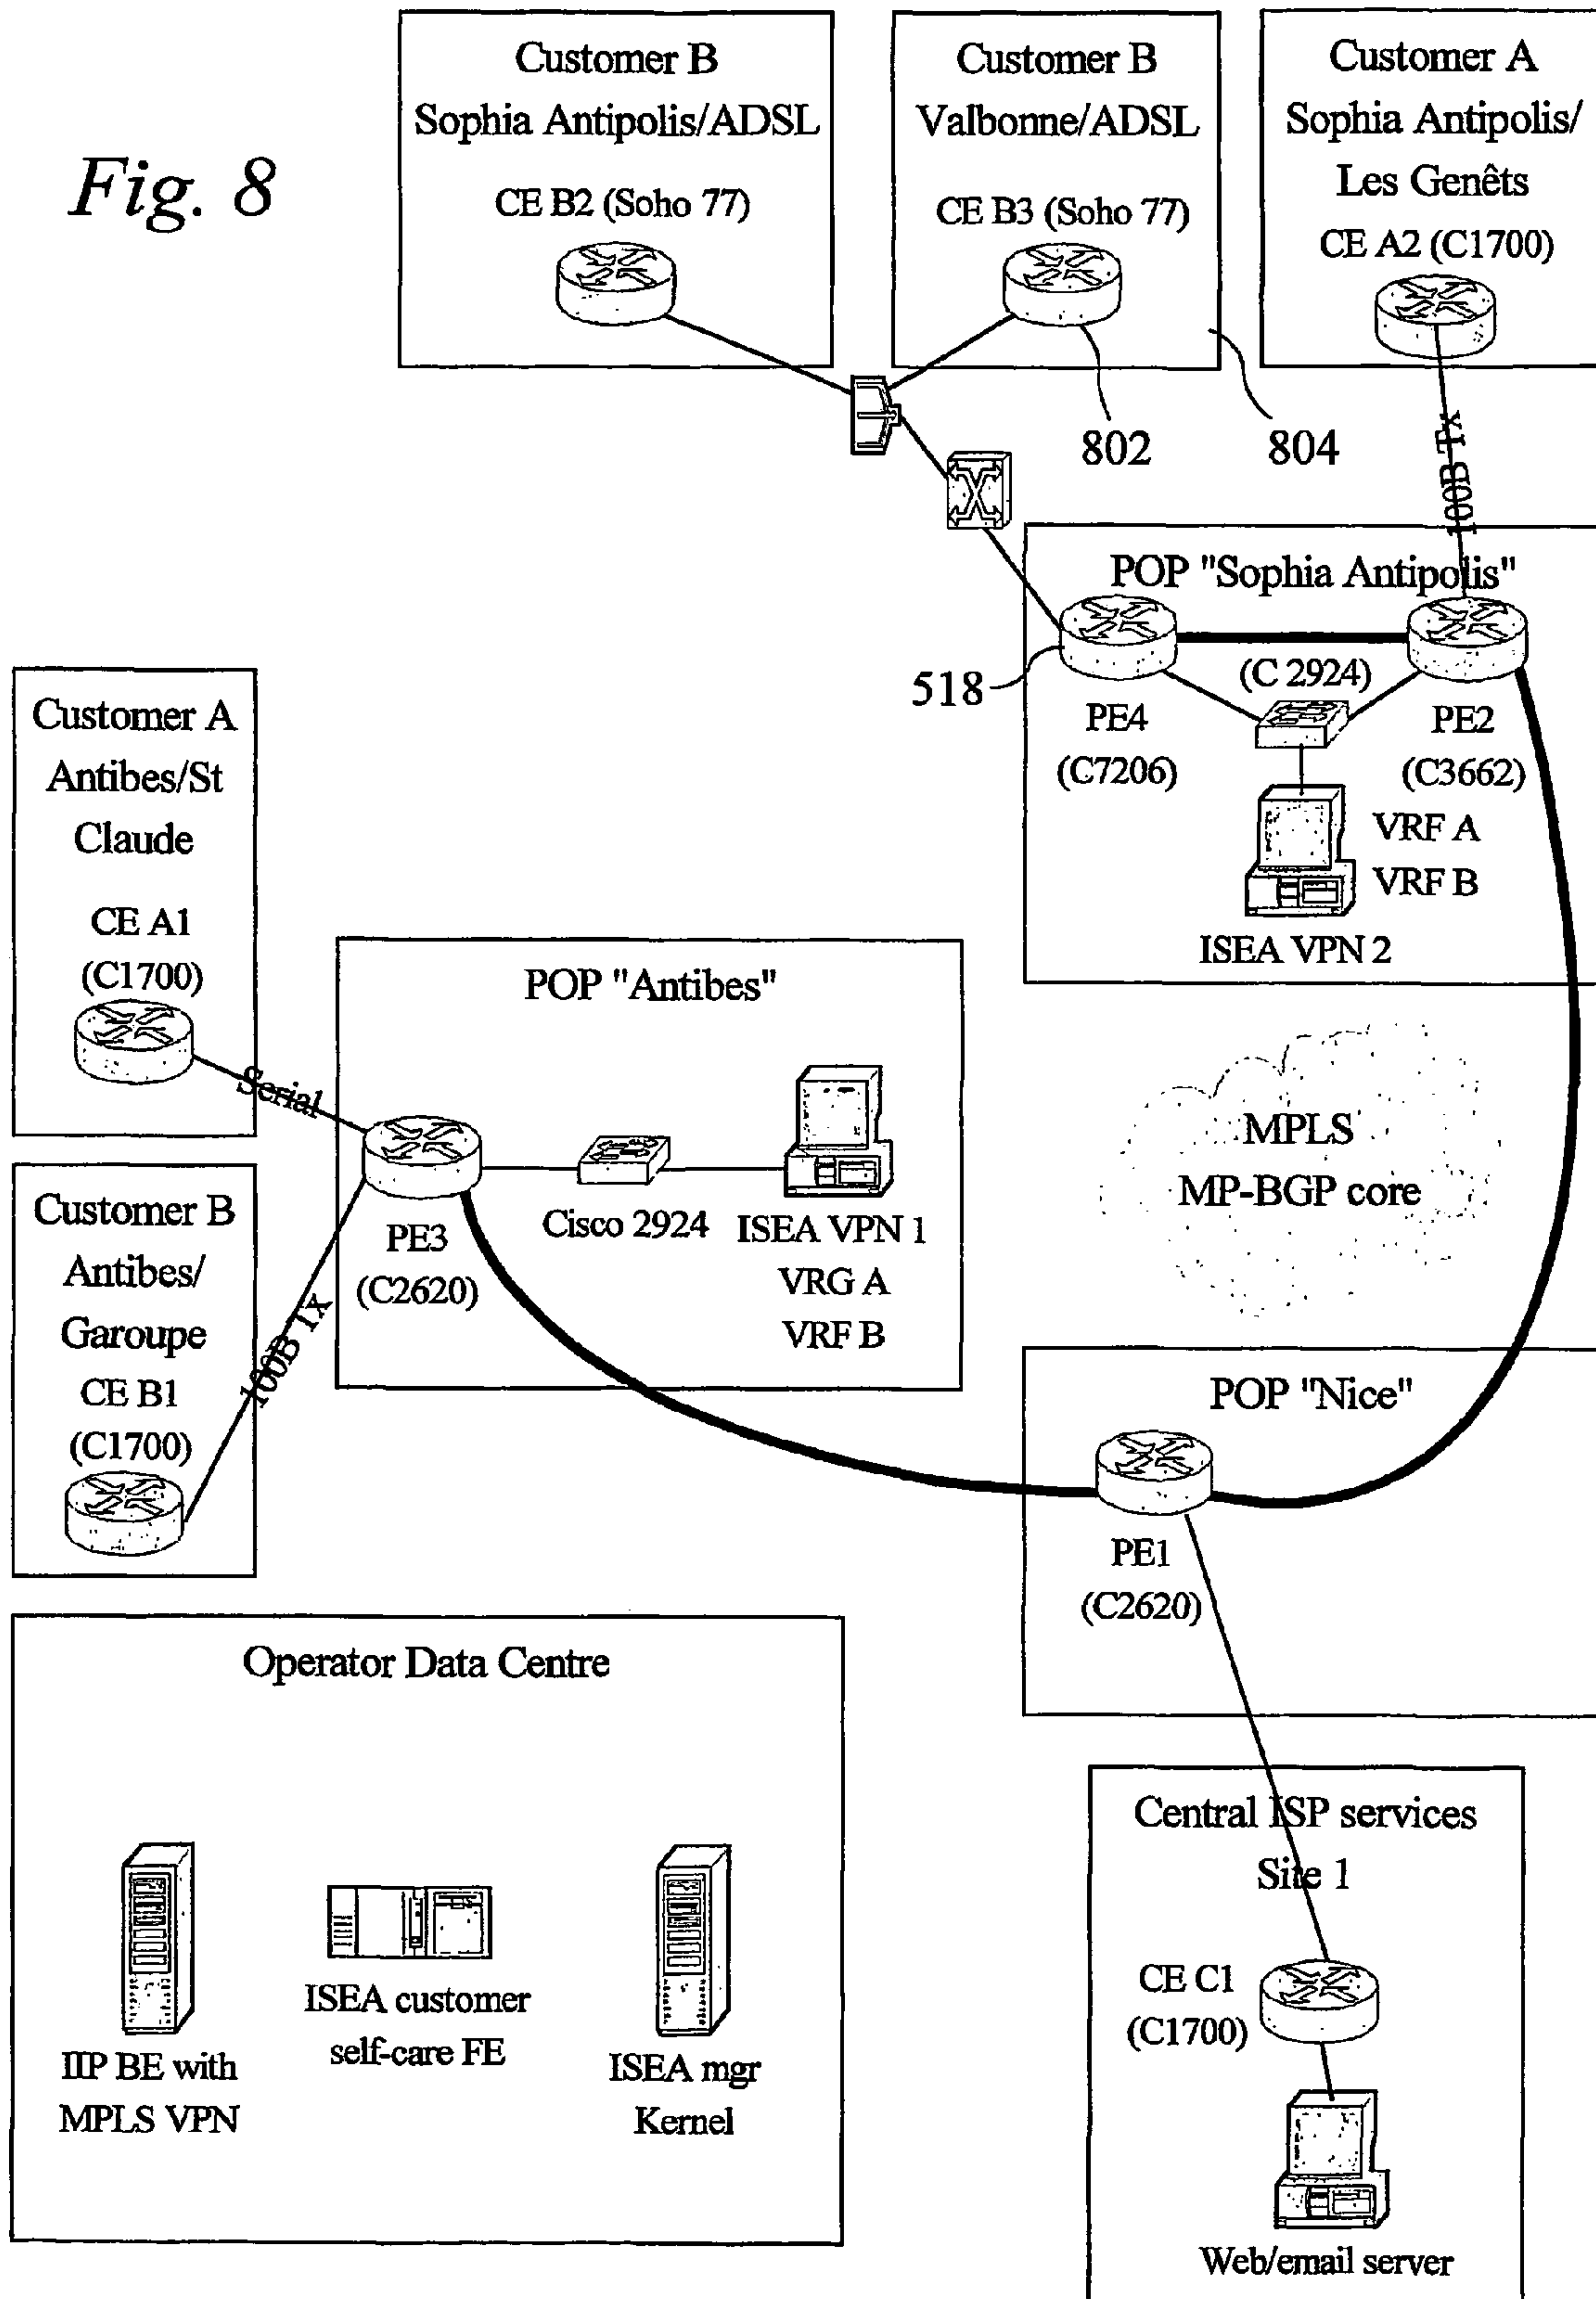 Fig. 8
Customer B
Sophia Antipolis/ADSL
CE B2 (Soho 77)
Customer B
Valbonne/ADSL
CE B3 (Soho 77)
802
804
Customer A
Sophia Antipolis/
Les Genêts
CE A2 (C1700)
100B Tx
POP "Sophia Antipolis"
518
PE4
(C7206)
(C 2924)
PE2
(C3662)
VRF A
VRF B
ISEA VPN 2
Customer A
Antibes/St
Claude
CE A1
(C1700)
Serial
Customer B
Antibes/
Garoupe
CE B1
(C1700)
100B Tx
POP "Antibes"
PE3
(C2620)
Cisco 2924
ISEA VPN 1
VRG A
VRF B
MPLS
MP-BGP core
POP "Nice"
PE1
(C2620)
Operator Data Centre
IIP BE with
MPLS VPN
ISEA customer
self-care FE
ISEA mgr
Kernel
Central ISP services
Site 1
CE C1
(C1700)
Web/email server